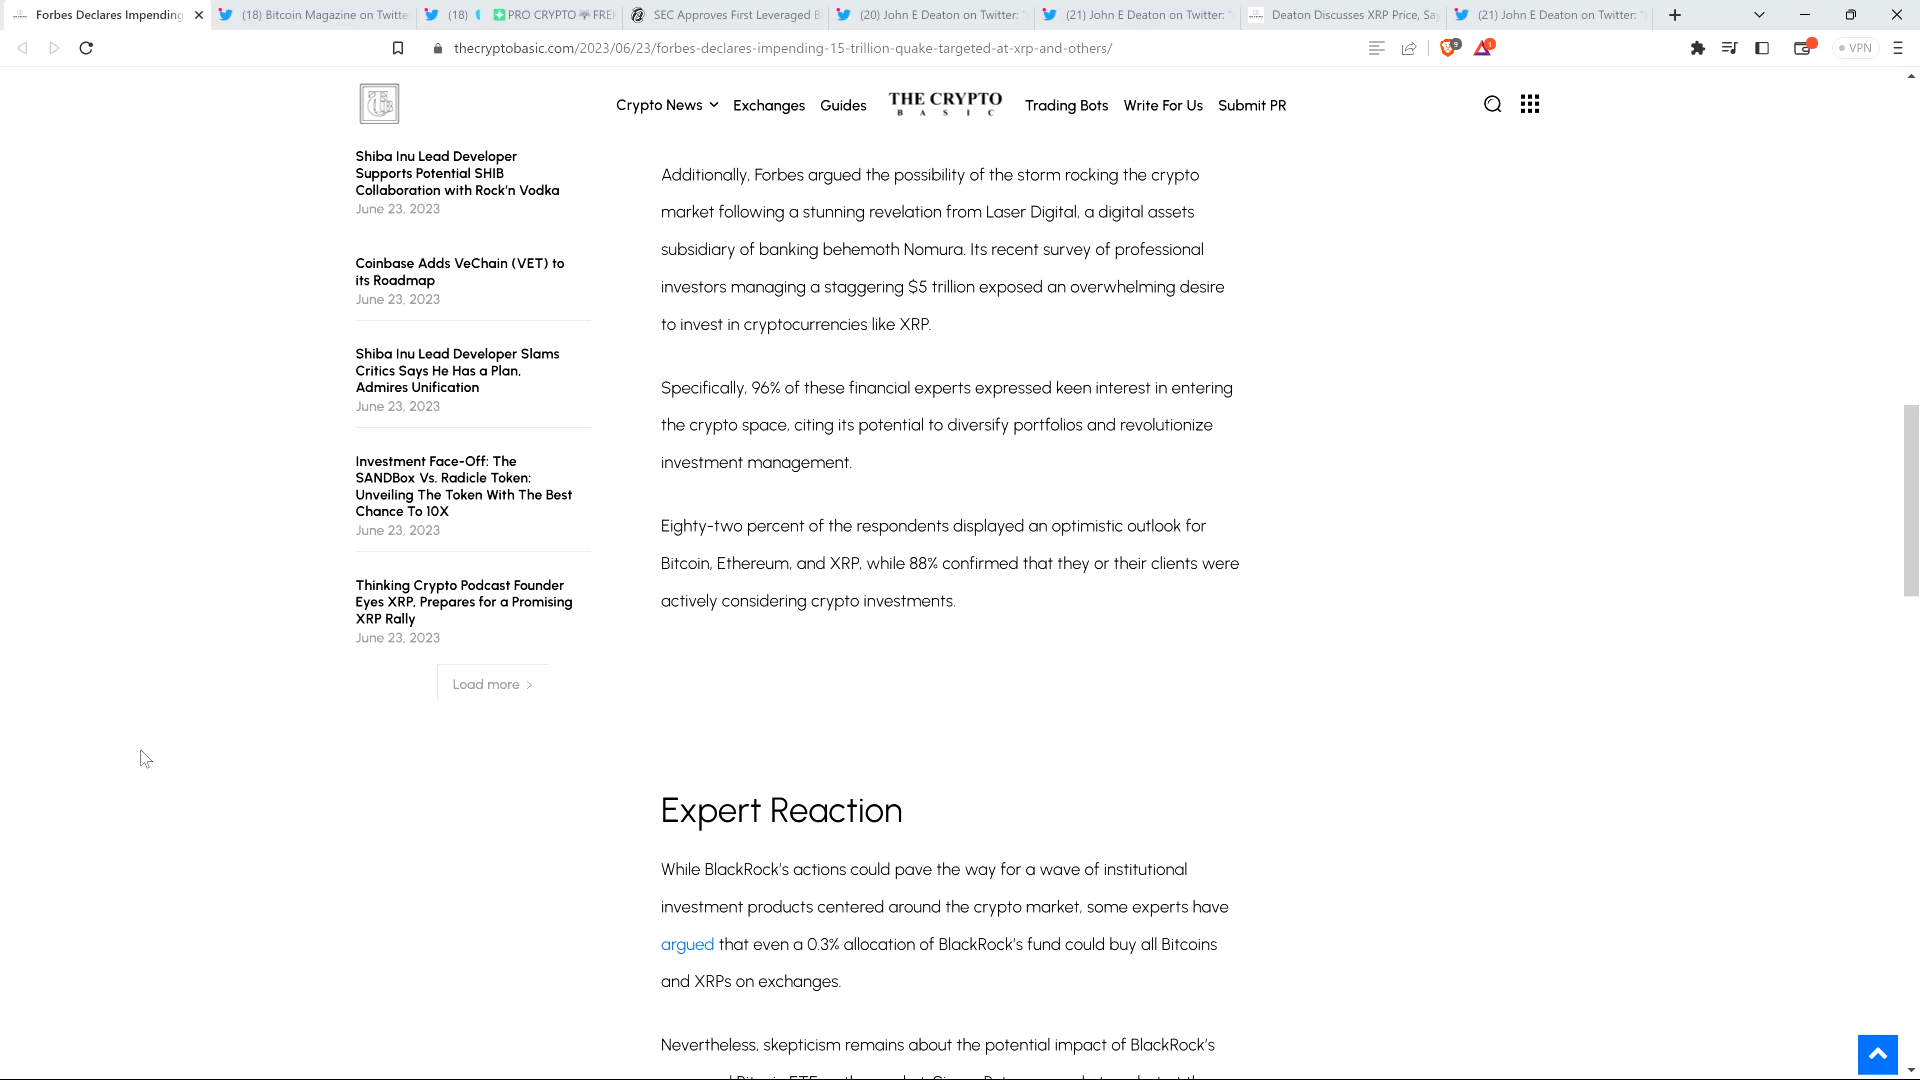 Forbes Declares Impending
(18) Bitcoin Magazine on Twitte
(18)
PRO CRYPTO
FREE
SEC Approves First Leveraged B
(20) John E Deaton on Twitter: "
(21) John E Deaton on Twitter: "
Deaton Discusses XRP Price, Say
(21) John E Deaton on Twitter: "
thecryptobasic.com/2023/06/23/forbes-declares-impending-15-trillion-quake-targeted-at-xrp-and-others/
9
1
VPN
Crypto News
Exchanges
Guides
THE CRYPTO
BASIC
Trading Bots
Write For Us
Submit PR
Shiba Inu Lead Developer
Supports Potential SHIB
Collaboration with Rock'n Vodka
June 23, 2023
Coinbase Adds VeChain (VET) to
its Roadmap
June 23, 2023
Shiba Inu Lead Developer Slams
Critics Says He Has a Plan,
Admires Unification
June 23, 2023
Investment Face-Off: The
SANDBox Vs. Radicle Token:
Unveiling The Token With The Best
Chance To 10X
June 23, 2023
Thinking Crypto Podcast Founder
Eyes XRP, Prepares for a Promising
XRP Rally
June 23, 2023
Load more
Additionally, Forbes argued the possibility of the storm rocking the crypto
market following a stunning revelation from Laser Digital, a digital assets
subsidiary of banking behemoth Nomura. Its recent survey of professional
investors managing a staggering $5 trillion exposed an overwhelming desire
to invest in cryptocurrencies like XRP.
Specifically, 96% of these financial experts expressed keen interest in entering
the crypto space, citing its potential to diversify portfolios and revolutionize
investment management.
Eighty-two percent of the respondents displayed an optimistic outlook for
Bitcoin, Ethereum, and XRP, while 88% confirmed that they or their clients were
actively considering crypto investments.
Expert Reaction
While BlackRock's actions could pave the way for a wave of institutional
investment products centered around the crypto market, some experts have
argued that even a 0.3% allocation of BlackRock's fund could buy all Bitcoins
and XRPs on exchanges.
Nevertheless, skepticism remains about the potential impact of BlackRock's